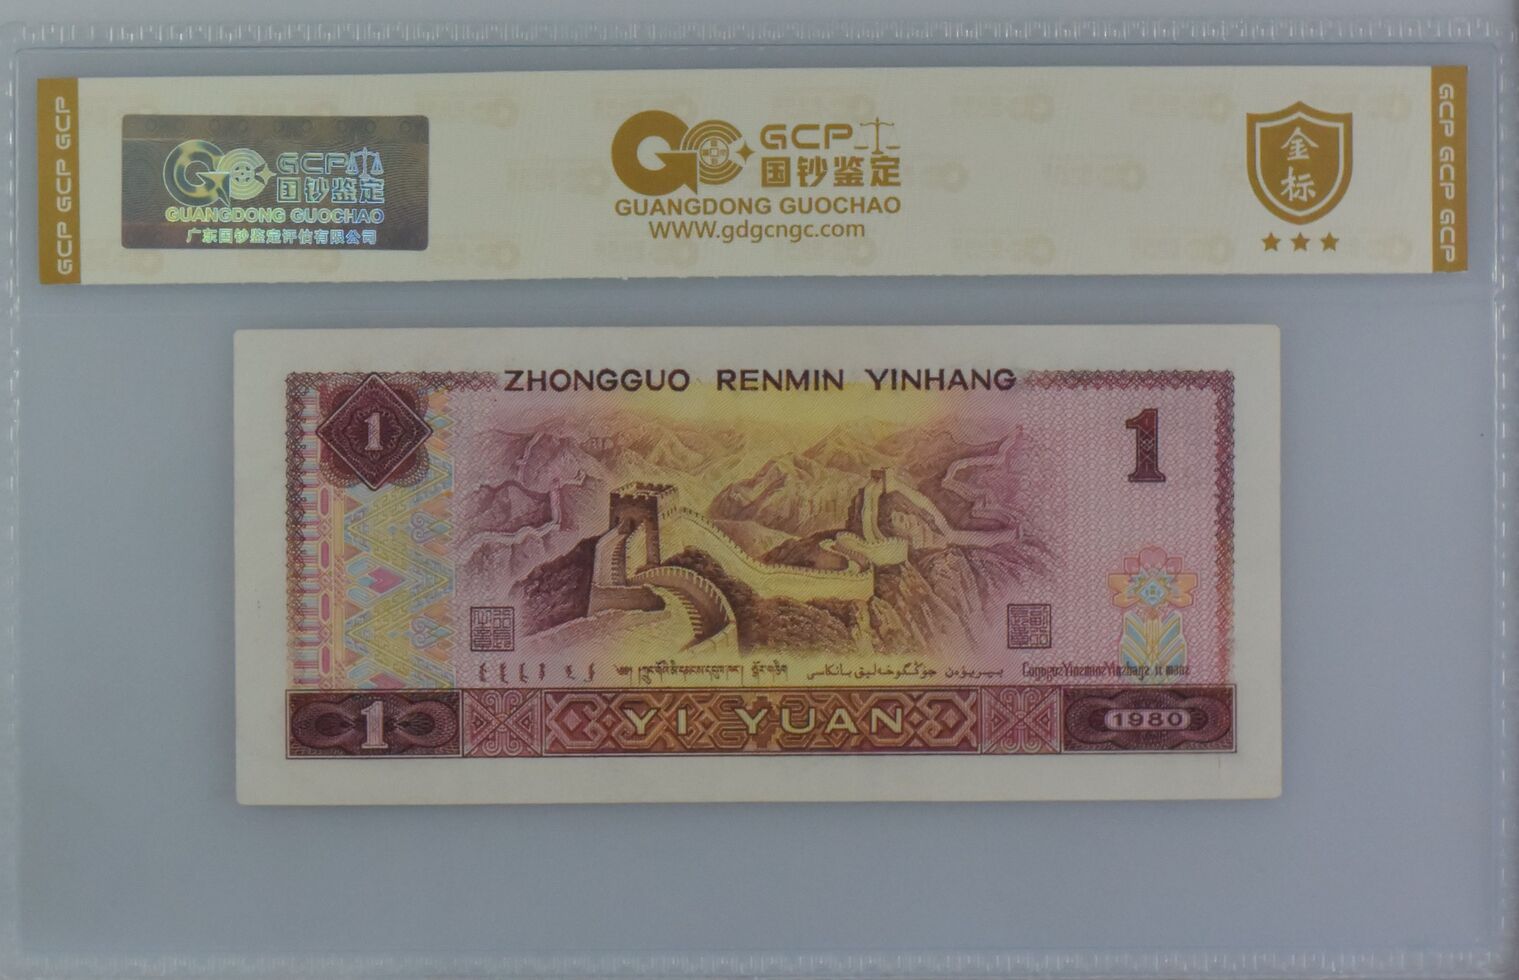 GCP GCP GCP
GCP
国钞鉴定
GUANGDONG GUOCHAO
广东国钞鉴定评估有限公司
GCP
国钞鉴定
GUANGDONG GUOCHAO
WWW.gdgcngc.com
金
标
GCP GCP GCP
ZHONGGUO RENMIN YINHANG
1
1
1
YI YUAN
1980